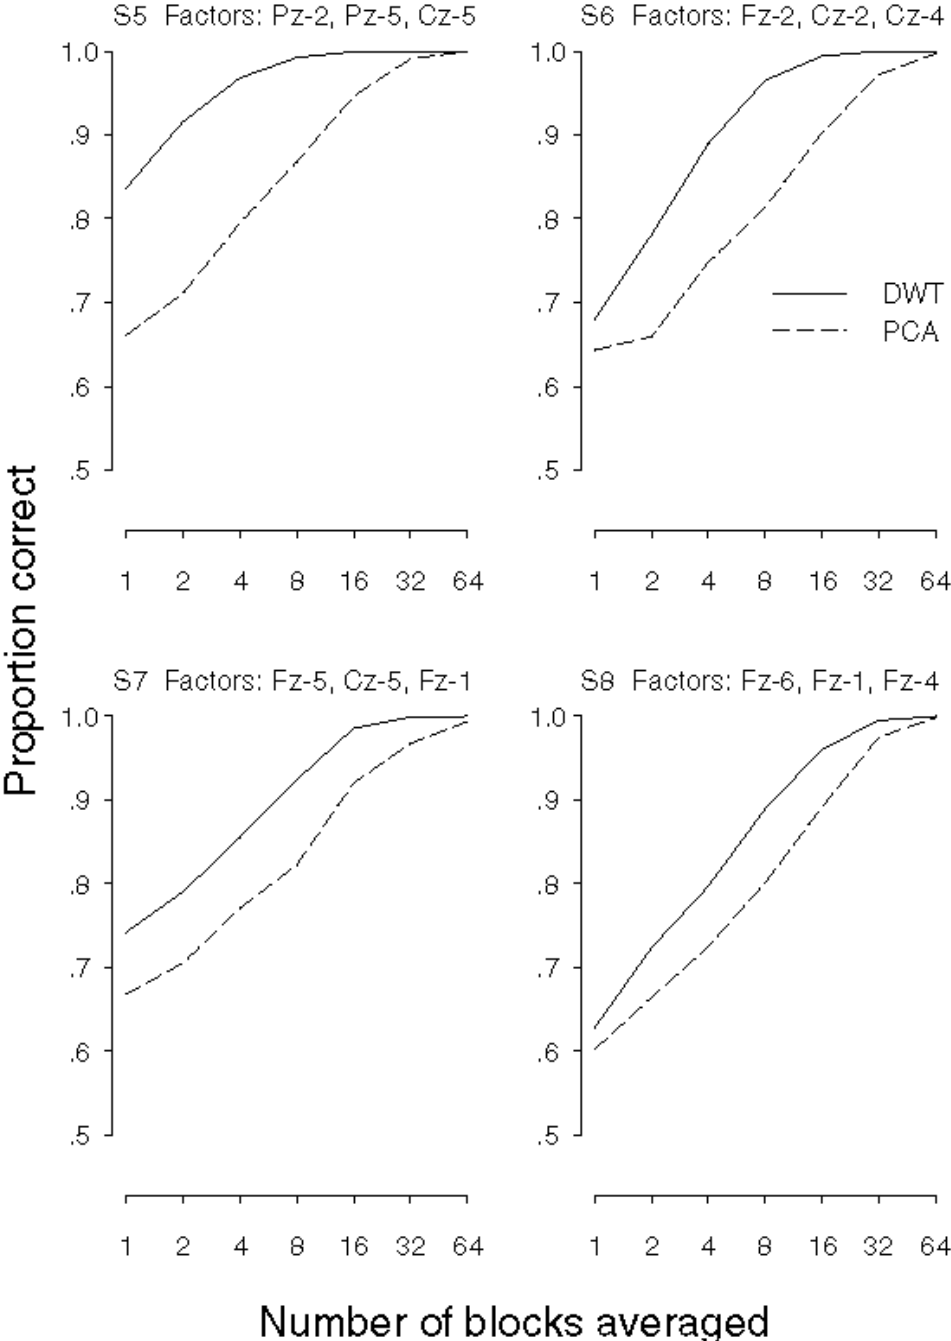 S5 Factors: Pz-2, Pz-5, Cz-5
1.0
.9
.8
.7
.6
.5
1 2 4 8 16 32 64
S6 Factors: Fz-2, Cz-2, Cz-4
1.0
.9
.8
.7
.6
.5
DWT
PCA
1 2 4 8 16 32 64
Proportion correct
S7 Factors: Fz-5, Cz-5, Fz-1
1.0
.9
.8
.7
.6
.5
1 2 4 8 16 32 64
S8 Factors: Fz-6, Fz-1, Fz-4
1.0
.9
.8
.7
.6
.5
1 2 4 8 16 32 64
Number of blocks averaged